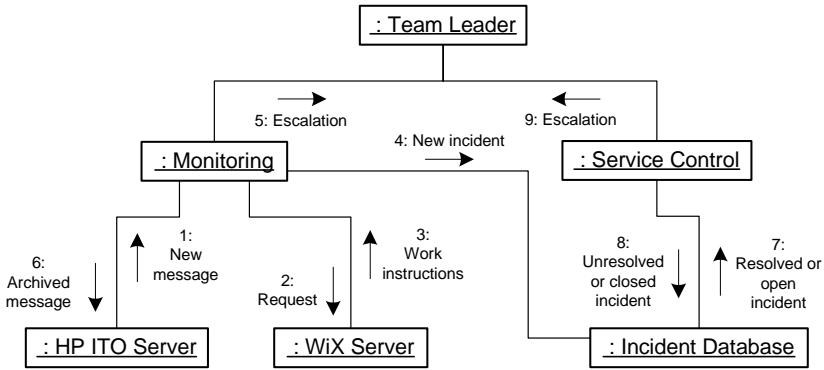 : Team Leader
5: Escalation
9: Escalation
4: New incident
: Monitoring
: Service Control
6:
Archived
message
1:
New
message
2:
Request
3:
Work
instructions
8:
Unresolved
or closed
incident
7:
Resolved or
open
incident
: HP ITO Server
: WiX Server
: Incident Database